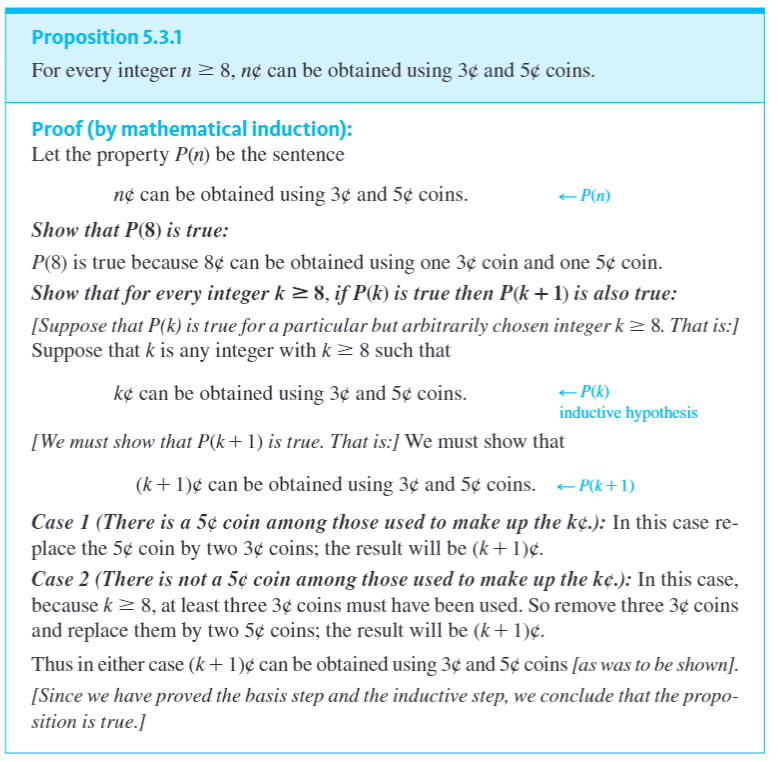 Proposition 5.3.1
For every integer n ≥ 8, n¢ can be obtained using 3¢ and 5¢ coins.
Proof (by mathematical induction):
Let the property P(n) be the sentence
n¢ can be obtained using 3¢ and 5¢ coins. ← P(n)
Show that P(8) is true:
P(8) is true because 8¢ can be obtained using one 3¢ coin and one 5¢ coin.
Show that for every integer k ≥ 8, if P(k) is true then P(k + 1) is also true:
[Suppose that P(k) is true for a particular but arbitrarily chosen integer k ≥ 8. That is:]
Suppose that k is any integer with k ≥ 8 such that
k¢ can be obtained using 3¢ and 5¢ coins. ← P(k)
inductive hypothesis
[We must show that P(k + 1) is true. That is:] We must show that
(k + 1)¢ can be obtained using 3¢ and 5¢ coins. ← P(k + 1)
Case 1 (There is a 5¢ coin among those used to make up the k¢.): In this case re-
place the 5¢ coin by two 3¢ coins; the result will be (k + 1)¢.
Case 2 (There is not a 5¢ coin among those used to make up the k¢.): In this case,
because k ≥ 8, at least three 3¢ coins must have been used. So remove three 3¢ coins
and replace them by two 5¢ coins; the result will be (k + 1)¢.
Thus in either case (k + 1)¢ can be obtained using 3¢ and 5¢ coins [as was to be shown].
[Since we have proved the basis step and the inductive step, we conclude that the propo-
sition is true.]